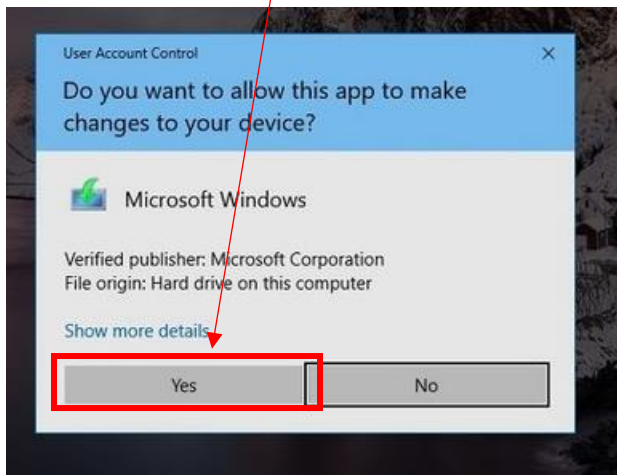 User Account Control
Do you want to allow this app to make
changes to your device?
Microsoft Windows
Verified publisher: Microsoft Corporation
File origin: Hard drive on this computer
Show more details
Yes
No